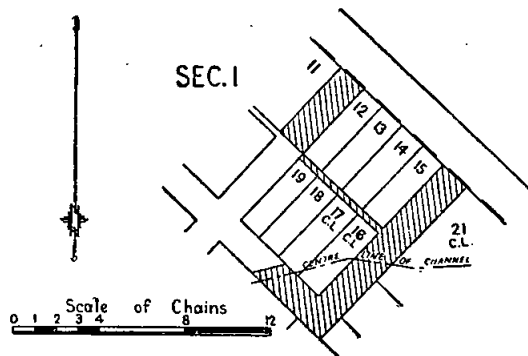 SEC. I
11
12
13
14
15
19
18
17
C.L
16
C.L
21
C.L.
CENTRE LINE OF CHANNEL
Scale of Chains
0 1 2 3 4 8 12